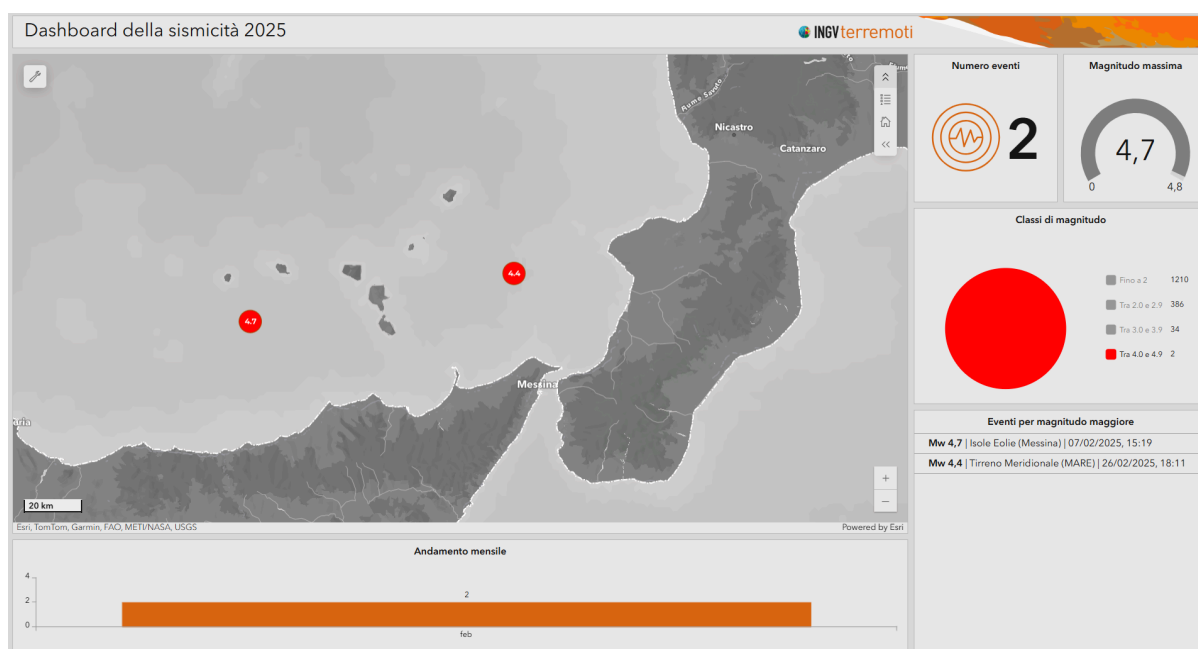 Dashboard della sismicità 2025
INGVterremoti
Fiume Savuto
Nicastro
Catanzaro
4.4
4.7
Messina
aria
20 km
Esri, TomTom, Garmin, FAO, METI/NASA, USGS
Powered by Esri
Numero eventi
2
Magnitudo massima
4,7
0
4,8
Classi di magnitudo
Fino a 2 1210
Tra 2.0 e 2.9 386
Tra 3.0 e 3.9 34
Tra 4.0 e 4.9 2
Eventi per magnitudo maggiore
Mw 4,7 | Isole Eolie (Messina) | 07/02/2025, 15:19
Mw 4,4 | Tirreno Meridionale (MARE) | 26/02/2025, 18:11
Andamento mensile
4
2
0
2
feb